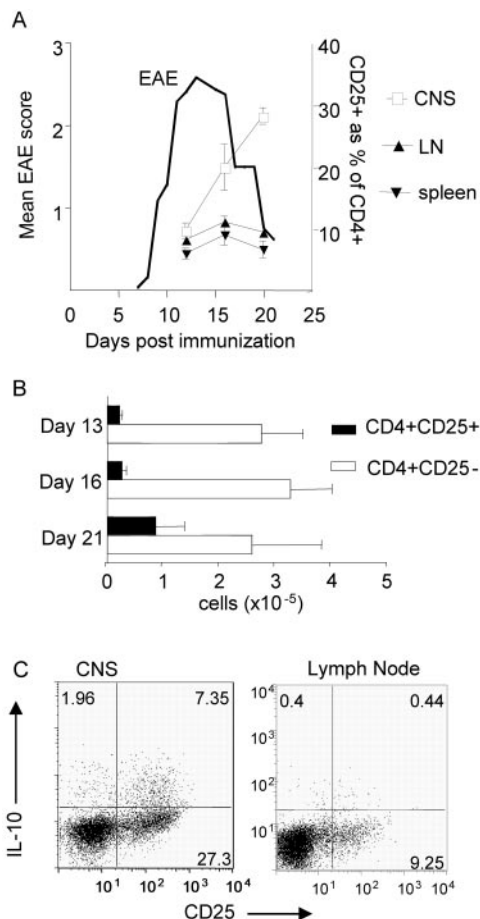 A
3
2
1
Mean EAE score
EAE
40
30
20
10
CD25+ as % of CD4+
CNS
LN
spleen
0 5 10 15 20 25
Days post immunization
B
Day 13
Day 16
Day 21
CD4+CD25+
CD4+CD25-
0 1 2 3 4 5
cells (x10⁻⁵)
C
CNS
Lymph Node
1.96 7.35
27.3
10¹ 10² 10³ 10⁴
10⁴
10³
10²
10¹
0.4 0.44
9.25
10¹ 10² 10³ 10⁴
IL-10
CD25